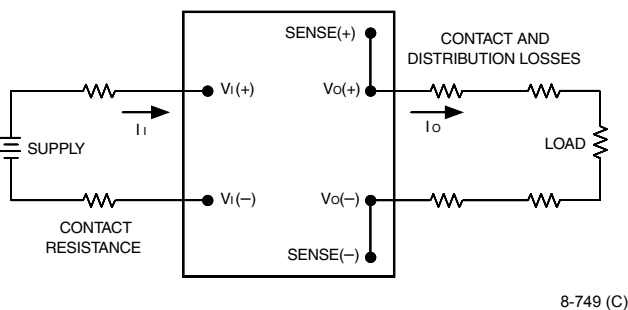 SENSE(+)
CONTACT AND
DISTRIBUTION LOSSES
VI(+)
VO(+)
II
IO
SUPPLY
LOAD
VI(–)
VO(–)
CONTACT
RESISTANCE
SENSE(–)
8-749 (C)